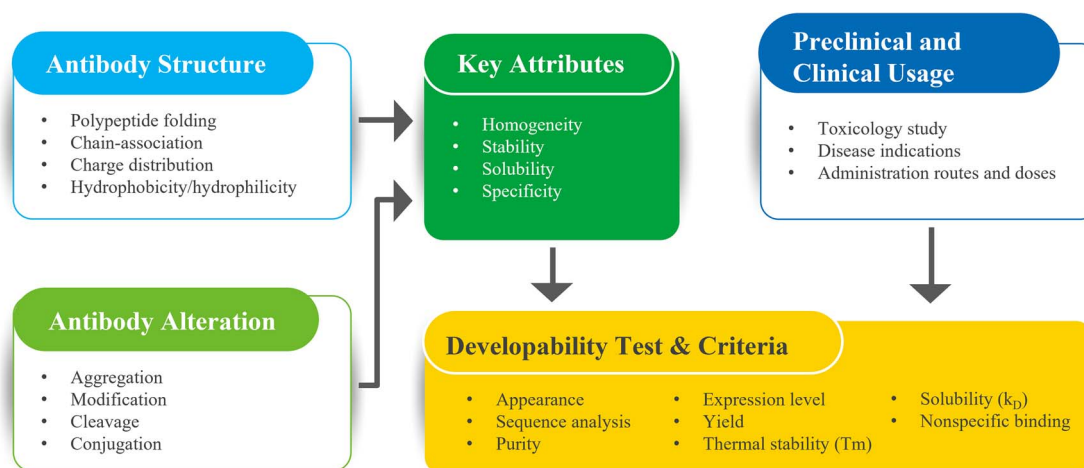 Antibody Structure
• Polypeptide folding
• Chain-association
• Charge distribution
• Hydrophobicity/hydrophilicity
Antibody Alteration
• Aggregation
• Modification
• Cleavage
• Conjugation
Key Attributes
• Homogeneity
• Stability
• Solubility
• Specificity
Preclinical and
Clinical Usage
• Toxicology study
• Disease indications
• Administration routes and doses
Developability Test & Criteria
• Appearance
• Sequence analysis
• Purity
• Expression level
• Yield
• Thermal stability (Tm)
• Solubility (kD)
• Nonspecific binding